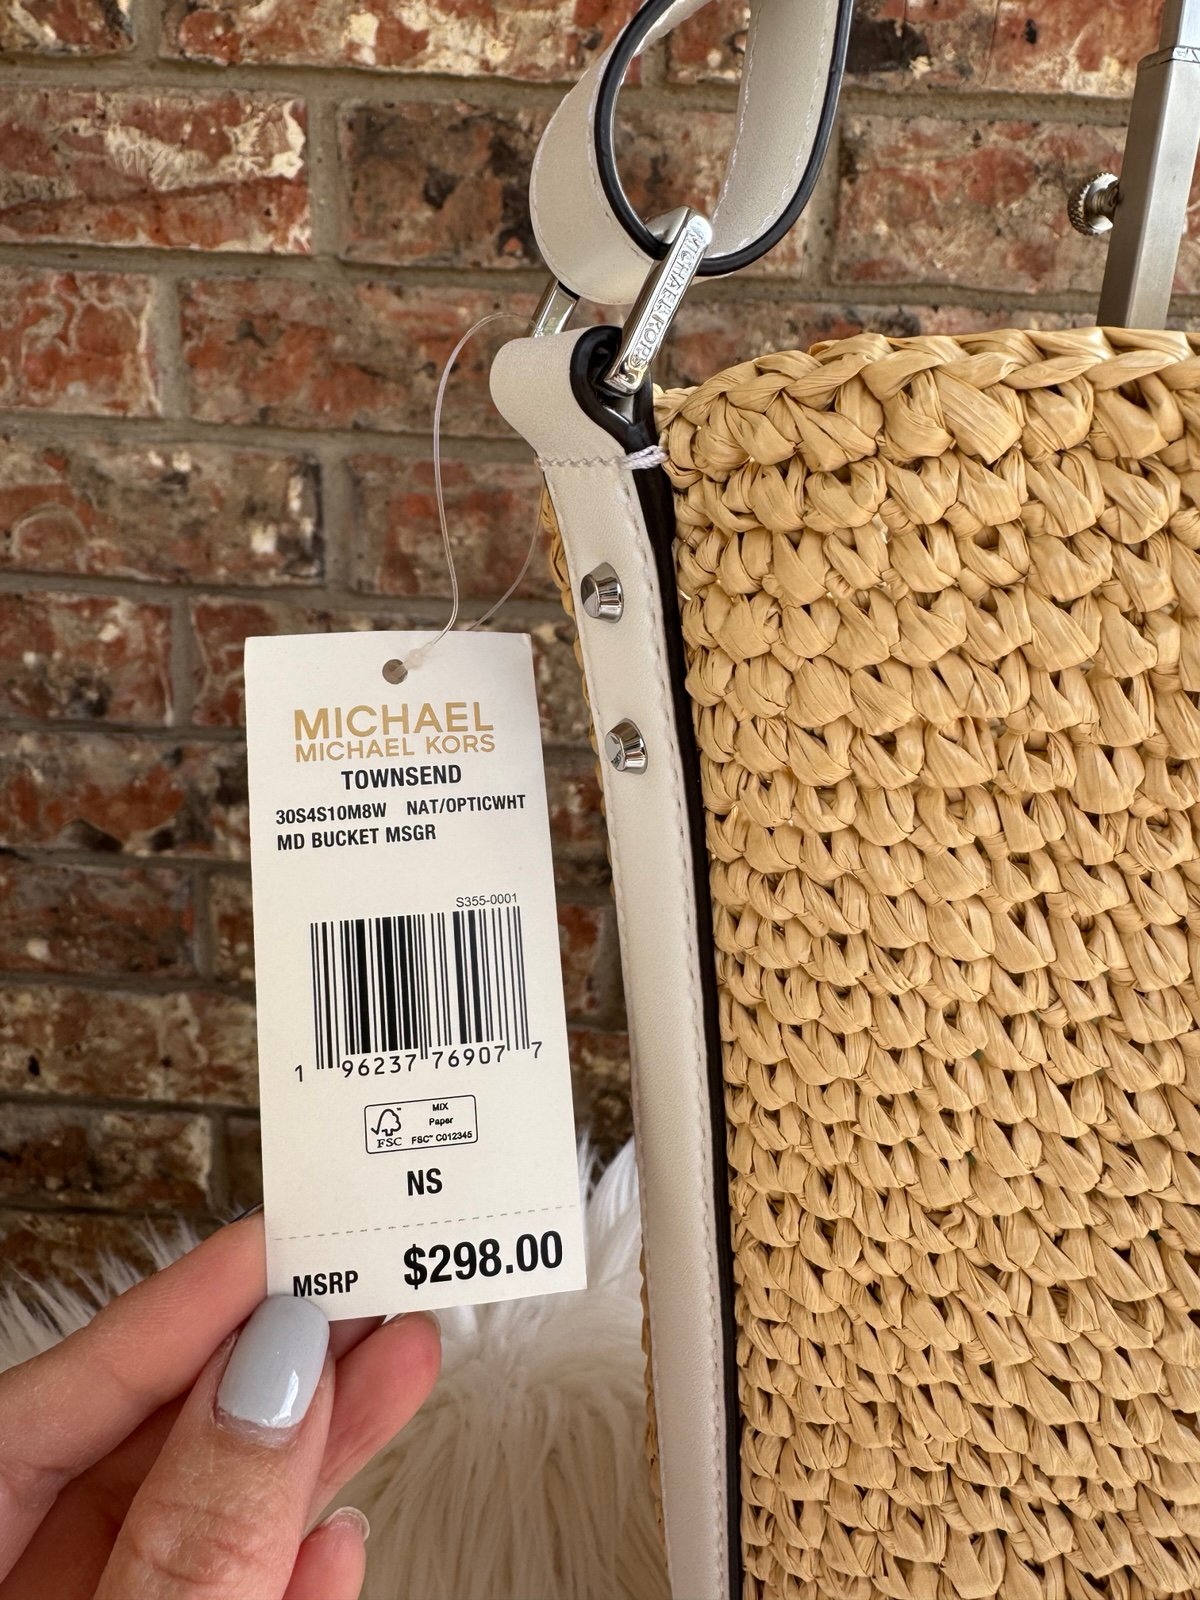 MICHAEL KORS
MICHAEL
MICHAEL KORS
TOWNSEND
30S4S10M8W NAT/OPTICWHT
MD BUCKET MSGR
S355-0001
1 96237 76907 7
FSC
MIX
Paper
FSC™ C012345
NS
MSRP $298.00